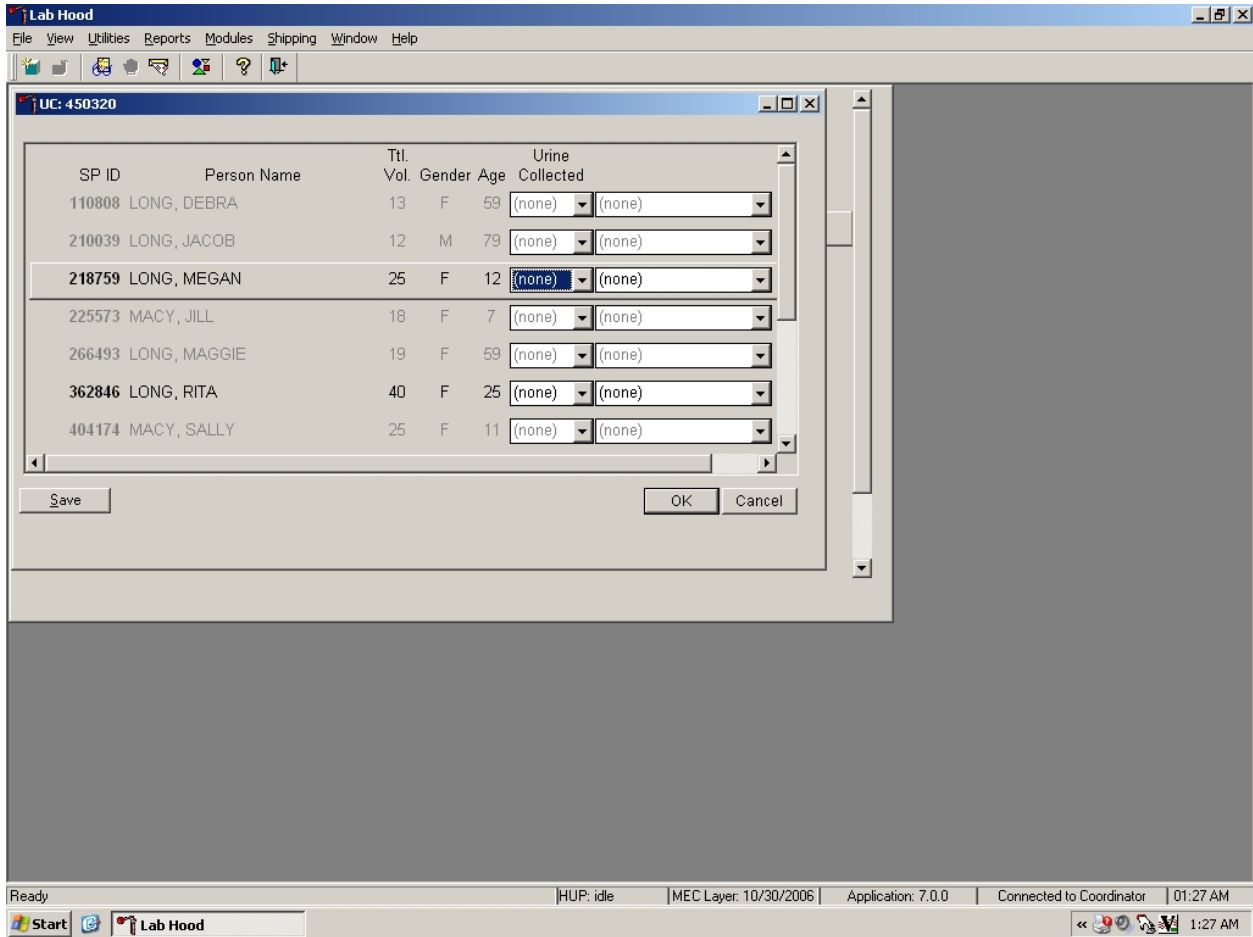 Lab Hood
File View Utilities Reports Modules Shipping Window Help
UC: 450320
Ttl. Urine
SP ID Person Name Vol. Gender Age Collected
110808 LONG, DEBRA 13 F 59 (none) (none)
210039 LONG, JACOB 12 M 79 (none) (none)
218759 LONG, MEGAN 25 F 12 (none) (none)
225573 MACY, JILL 18 F 7 (none) (none)
266493 LONG, MAGGIE 19 F 59 (none) (none)
362846 LONG, RITA 40 F 25 (none) (none)
404174 MACY, SALLY 25 F 11 (none) (none)
Save OK Cancel
Ready HUP: idle MEC Layer: 10/30/2006 Application: 7.0.0 Connected to Coordinator 01:27 AM
Start Lab Hood « 1:27 AM